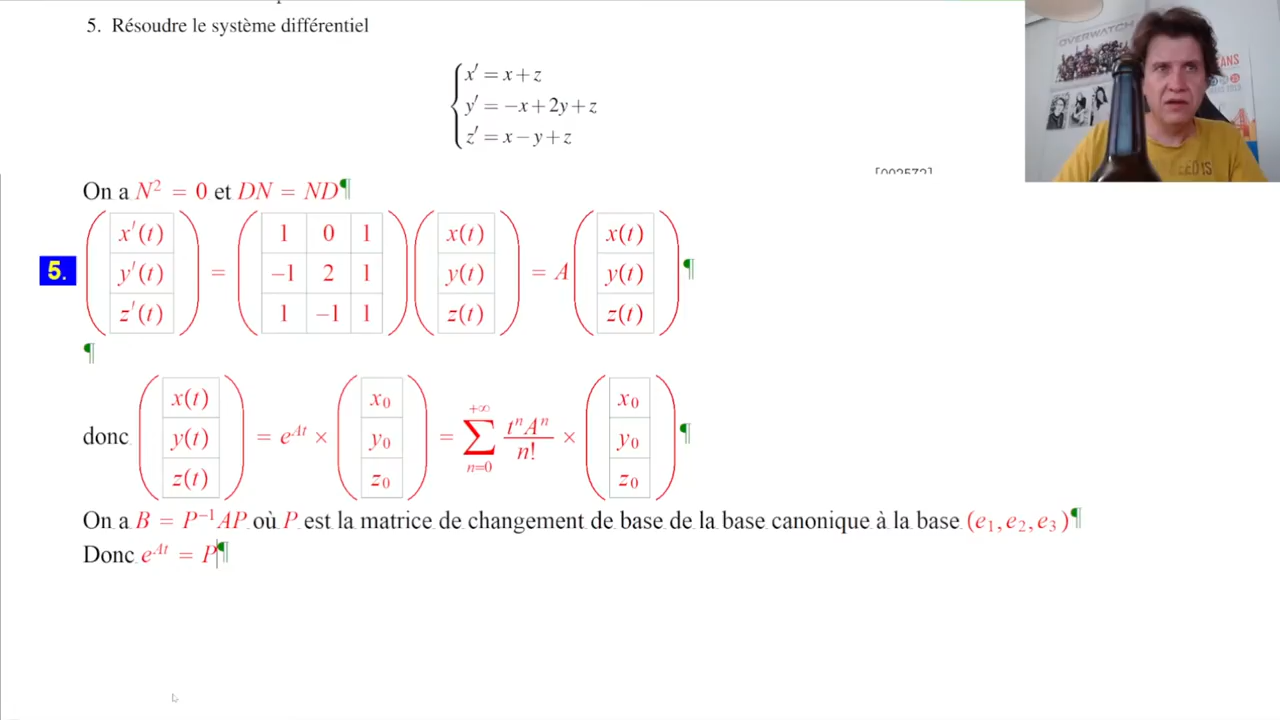 5. Résoudre le système différentiel
x′ = x + z
y′ = −x + 2y + z
z′ = x − y + z
OVERWATCH
On a N² = 0 et DN = ND¶
5. ( x′(t) y′(t) z′(t) ) = ( 1 0 1 −1 2 1 1 −1 1 ) ( x(t) y(t) z(t) ) = A ( x(t) y(t) z(t) ) ¶
¶
donc ( x(t) y(t) z(t) ) = e^{At} × ( x₀ y₀ z₀ ) = ∑_{n=0}^{+∞} tⁿAⁿ/n! × ( x₀ y₀ z₀ ) ¶
On a B = P⁻¹AP où P est la matrice de changement de base de la base canonique à la base (e₁, e₂, e₃)¶
Donc e^{At} = P¶